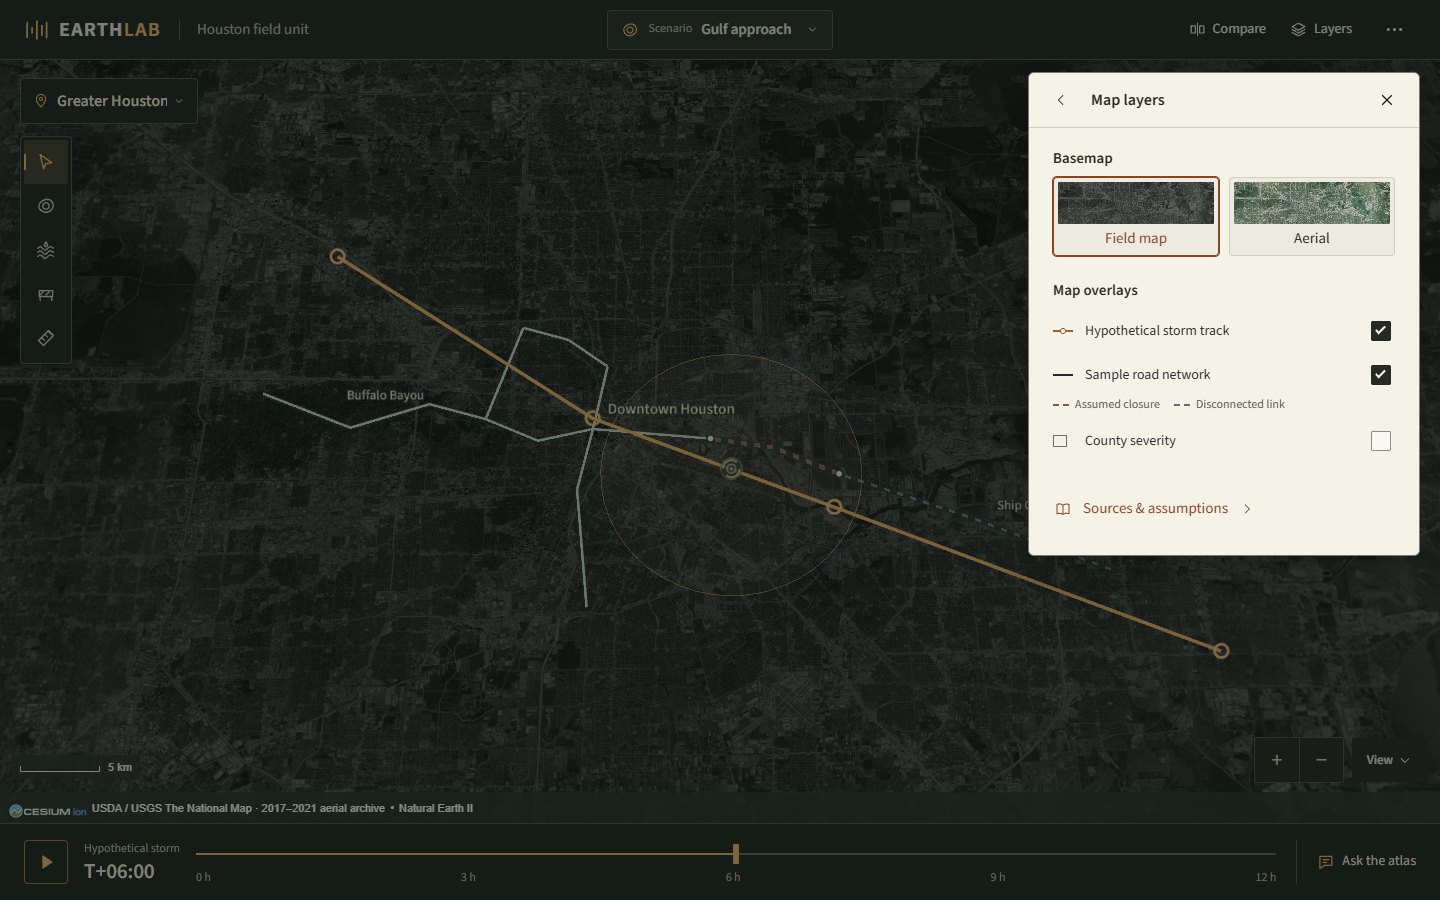 EARTHLAB
Houston field unit
Scenario Gulf approach
Compare
Layers
Greater Houston
Map layers
Basemap
Field map
Aerial
Map overlays
Hypothetical storm track
Sample road network
Assumed closure
Disconnected link
County severity
Sources & assumptions
Buffalo Bayou
Downtown Houston
Ship
5 km
View
CESIUM ion
USDA / USGS The National Map · 2017–2021 aerial archive • Natural Earth II
Hypothetical storm
T+06:00
0 h
3 h
6 h
9 h
12 h
Ask the atlas